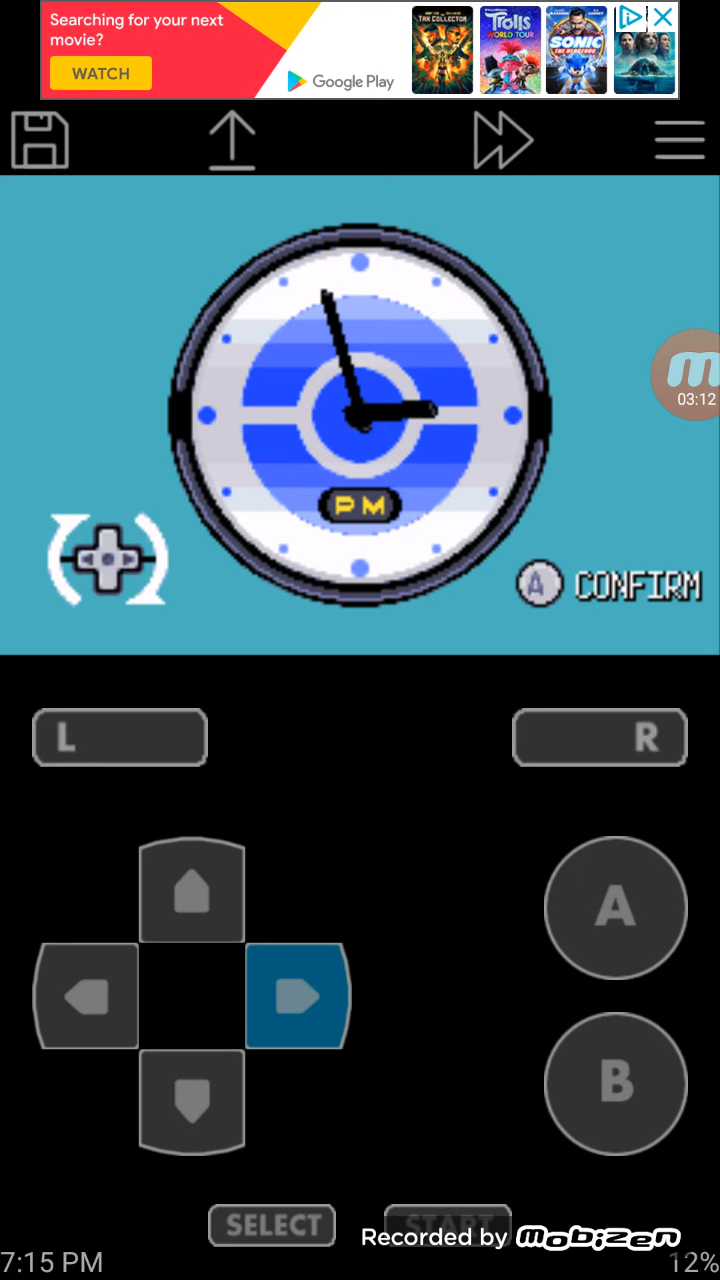 Searching for your next
movie?
WATCH
Google Play
TAX COLLECTOR
Trolls
WORLD TOUR
SONIC
THE HEDGEHOG
03:12
PM
A CONFIRM
L
R
A
B
SELECT
START
Recorded by Mobizen
7:15 PM
12%